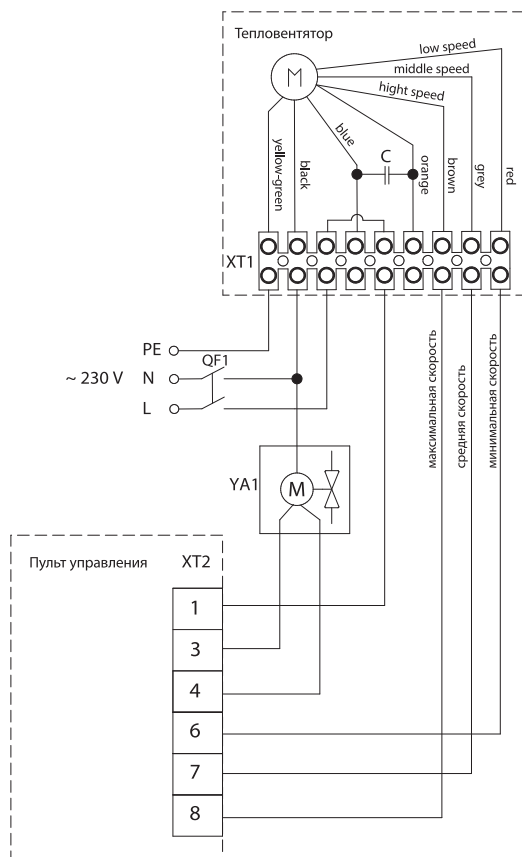 Тепловентятор
low speed
middle speed
hight speed
M
blue
C
yellow-green
black
orange
brown
grey
red
XT1
PE
QF1
~ 230 V
N
L
максимальная скорость
средняя скорость
минимальная скорость
YA1
M
Пульт управления
XT2
1
3
4
6
7
8